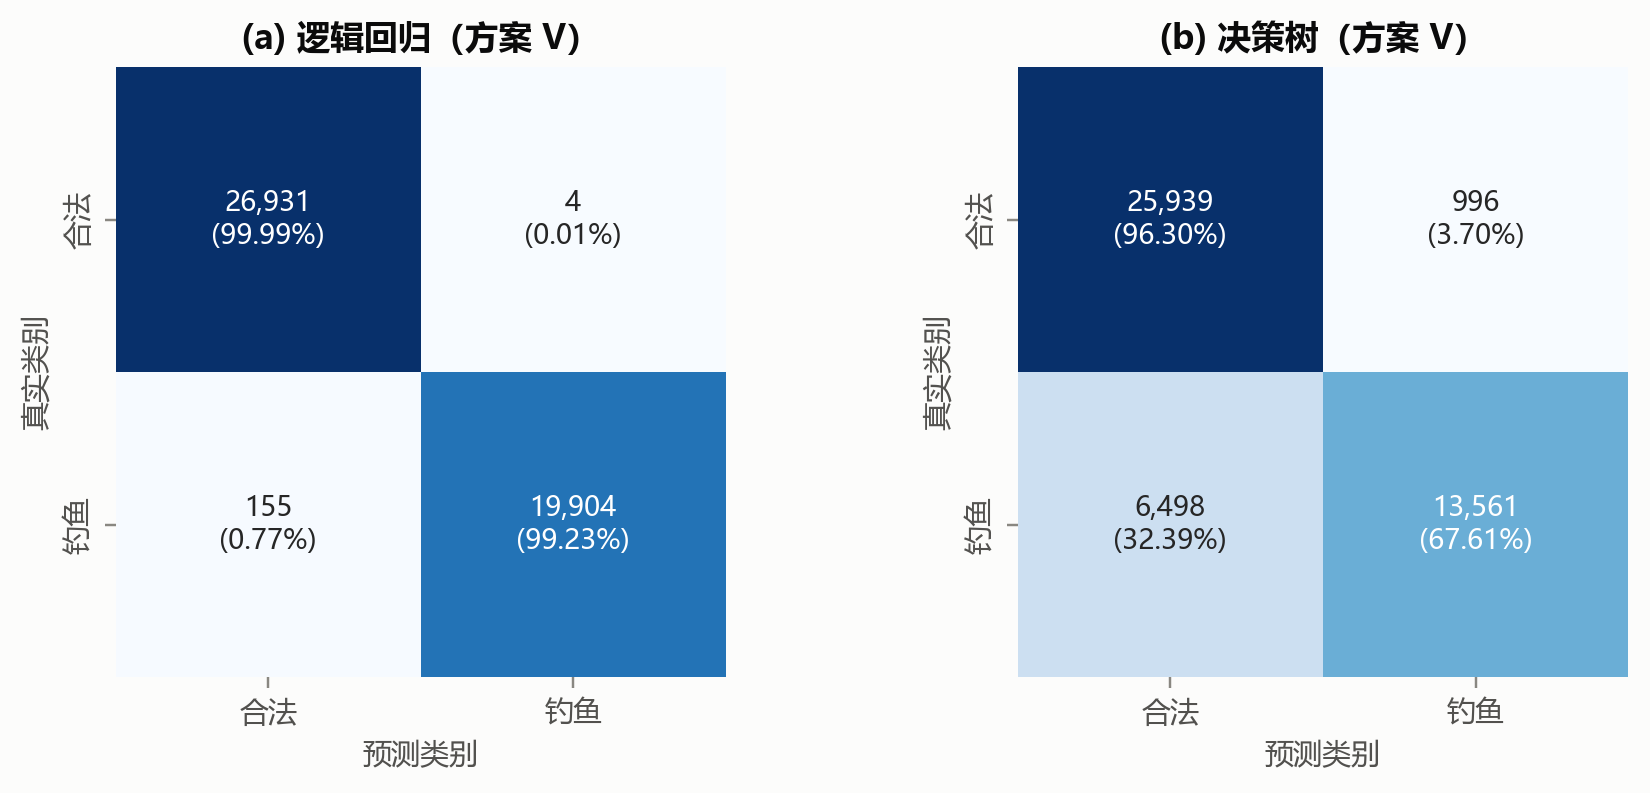 (a) 逻辑回归（方案 V）
真实类别
合法
26,931
(99.99%)
4
(0.01%)
钓鱼
155
(0.77%)
19,904
(99.23%)
合法
钓鱼
预测类别
(b) 决策树（方案 V）
真实类别
合法
25,939
(96.30%)
996
(3.70%)
钓鱼
6,498
(32.39%)
13,561
(67.61%)
合法
钓鱼
预测类别